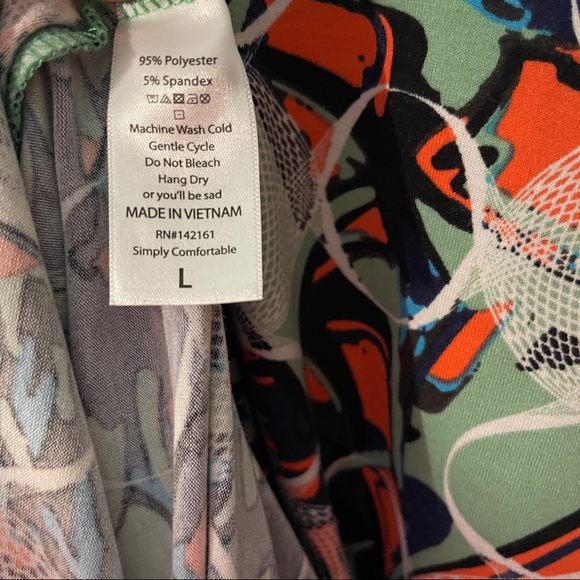 95% Polyester
5% Spandex
Machine Wash Cold
Gentle Cycle
Do Not Bleach
Hang Dry
or you'll be sad
MADE IN VIETNAM
RN#142161
Simply Comfortable
L